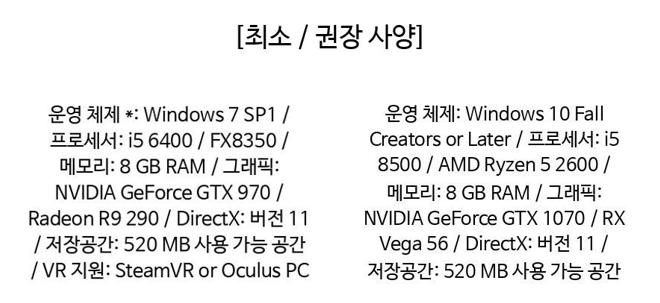 [최소 / 권장 사양]
운영 체제 *: Windows 7 SP1 /
프로세서: i5 6400 / FX8350 /
메모리: 8 GB RAM / 그래픽:
NVIDIA GeForce GTX 970 /
Radeon R9 290 / DirectX: 버전 11
/ 저장공간: 520 MB 사용 가능 공간
/ VR 지원: SteamVR or Oculus PC
운영 체제: Windows 10 Fall
Creators or Later / 프로세서: i5
8500 / AMD Ryzen 5 2600 /
메모리: 8 GB RAM / 그래픽:
NVIDIA GeForce GTX 1070 / RX
Vega 56 / DirectX: 버전 11 /
저장공간: 520 MB 사용 가능 공간